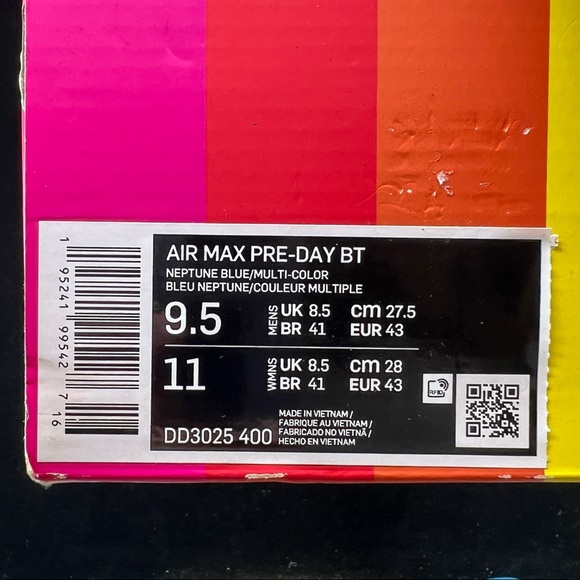 AIR MAX PRE-DAY BT
NEPTUNE BLUE/MULTI-COLOR
BLEU NEPTUNE/COULEUR MULTIPLE
9.5 MENS UK 8.5 cm 27.5
BR 41 EUR 43
11 WMNS UK 8.5 cm 28
BR 41 EUR 43
DD3025 400
MADE IN VIETNAM /
FABRIQUE AU VIETNAM /
FABRICADO NO VIETNÃ /
HECHO EN VIETNAM
1 95241 99542 7 16